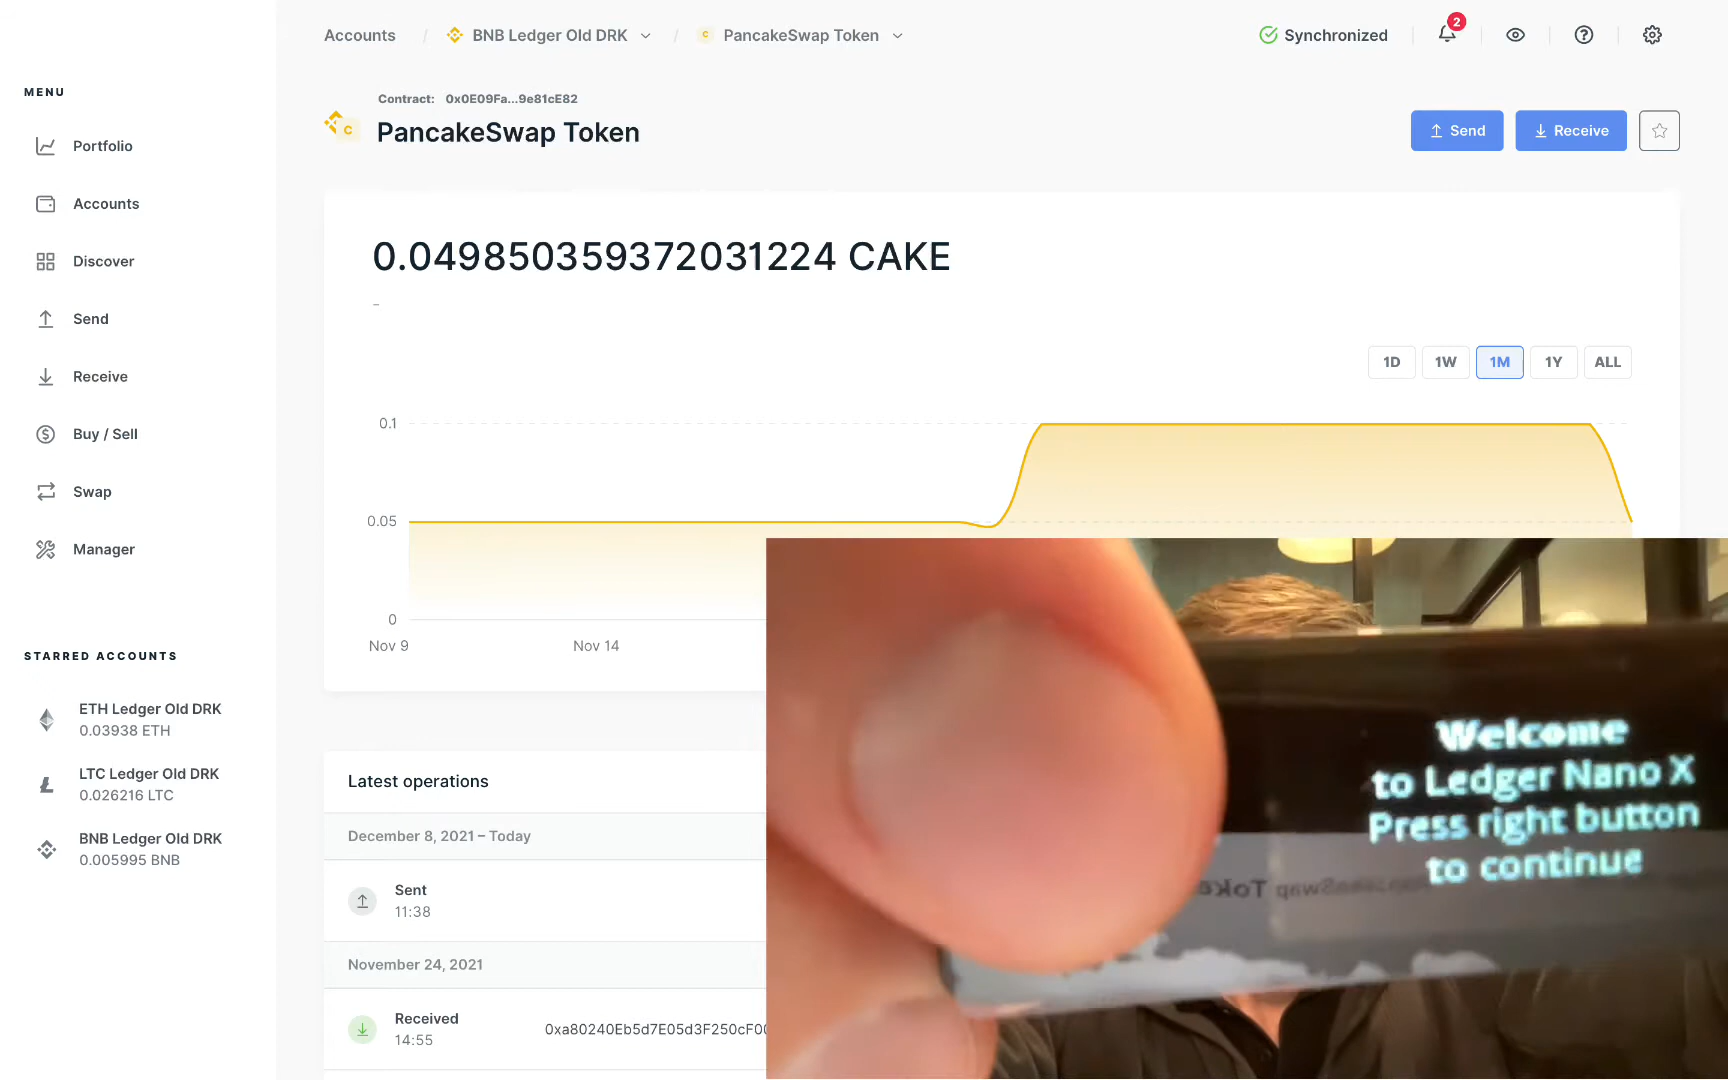 Accounts / BNB Ledger Old DRK / C PancakeSwap Token
Synchronized 2
MENU
Portfolio
Accounts
Discover
Send
Receive
Buy / Sell
Swap
Manager
STARRED ACCOUNTS
ETH Ledger Old DRK
0.03938 ETH
LTC Ledger Old DRK
0.026216 LTC
BNB Ledger Old DRK
0.005995 BNB
Contract: 0x0E09Fa...9e81cE82
C PancakeSwap Token
Send Receive
0.049850359372031224 CAKE
-
1D 1W 1M 1Y ALL
0.1
0.05
0
Nov 9 Nov 14
Latest operations
December 8, 2021 – Today
Sent
11:38
November 24, 2021
Received
14:55
0xa80240Eb5d7E05d3F250cF0
Welcome
to Ledger Nano X
Press right button
to continue